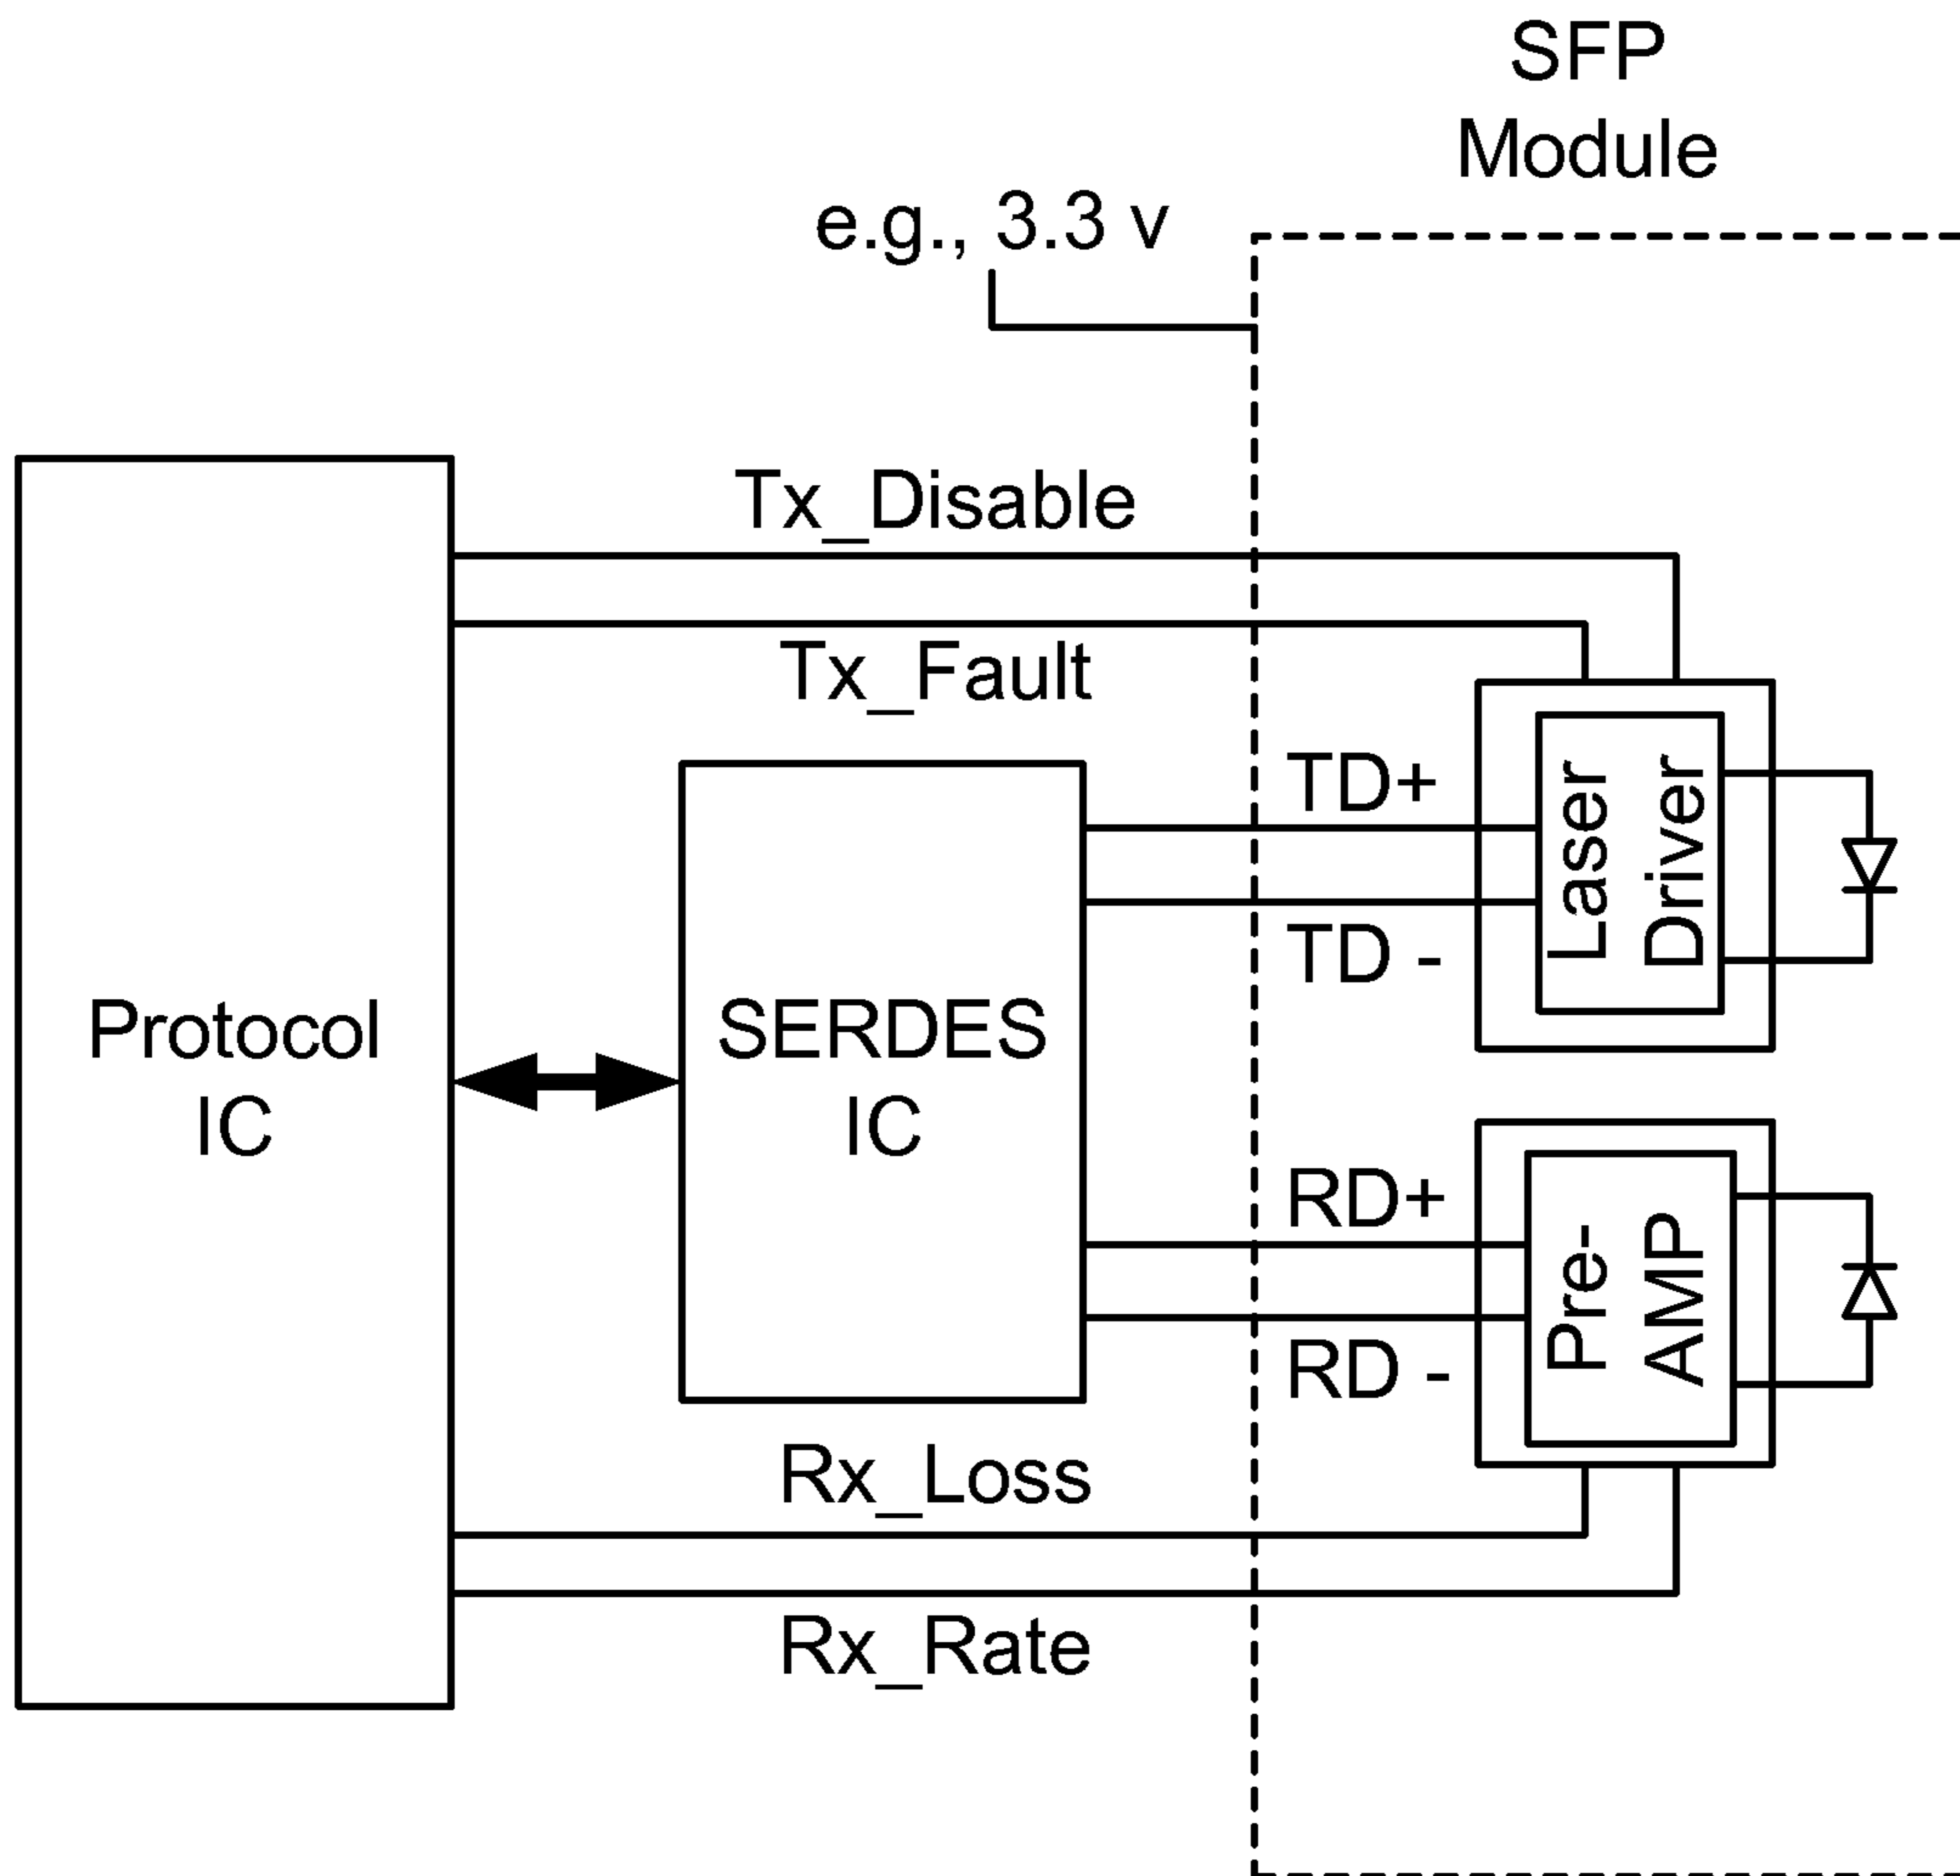 SFP
Module
e.g., 3.3 v
Tx_Disable
Tx_Fault
TD+
TD -
Laser
Driver
Protocol
IC
SERDES
IC
RD+
RD -
Pre-
AMP
Rx_Loss
Rx_Rate